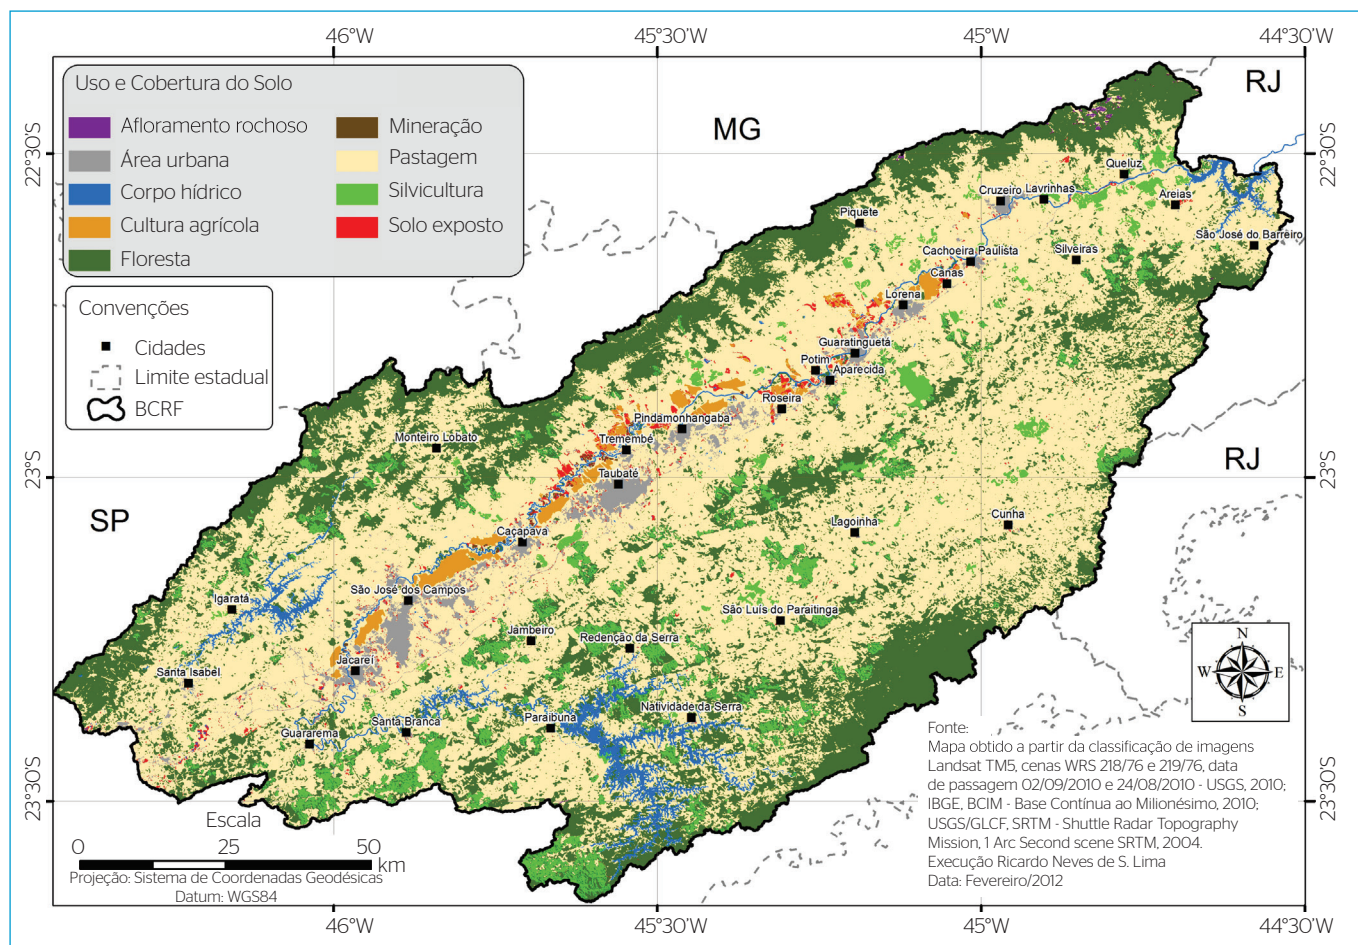 46°W
45°30'W
45°W
44°30'W
Uso e Cobertura do Solo
Afloramento rochoso
Mineração
Área urbana
Pastagem
Corpo hídrico
Silvicultura
Cultura agrícola
Solo exposto
Floresta
Convenções
Cidades
Limite estadual
BCRF
MG
RJ
RJ
SP
22°30'S
22°30'S
23°S
23°S
23°30'S
23°30'S
Queluz
Cruzeiro
Lavrinhas
Areias
Piquete
São José do Barreiro
Cachoeira Paulista
Silveiras
Canas
Lorena
Guaratinguetá
Potim
Aparecida
Roseira
Pindamonhangaba
Monteiro Lobato
Tremembé
Taubaté
Cunha
Lagoinha
Caçapava
São José dos Campos
Igaratá
São Luís do Paraitinga
Jambeiro
Redenção da Serra
Jacareí
Santa Isabel
Natividade da Serra
Santa Branca
Paraibuna
Guararema
N
W
E
S
Escala
0
25
50
km
Projeção: Sistema de Coordenadas Geodésicas
Datum: WGS84
Fonte:
Mapa obtido a partir da classificação de imagens
Landsat TM5, cenas WRS 218/76 e 219/76, data
de passagem 02/09/2010 e 24/08/2010 - USGS, 2010;
IBGE, BCIM - Base Contínua ao Milionésimo, 2010;
USGS/GLCF, SRTM - Shuttle Radar Topography
Mission, 1 Arc Second scene SRTM, 2004.
Execução Ricardo Neves de S. Lima
Data: Fevereiro/2012
46°W
45°30'W
45°W
44°30'W